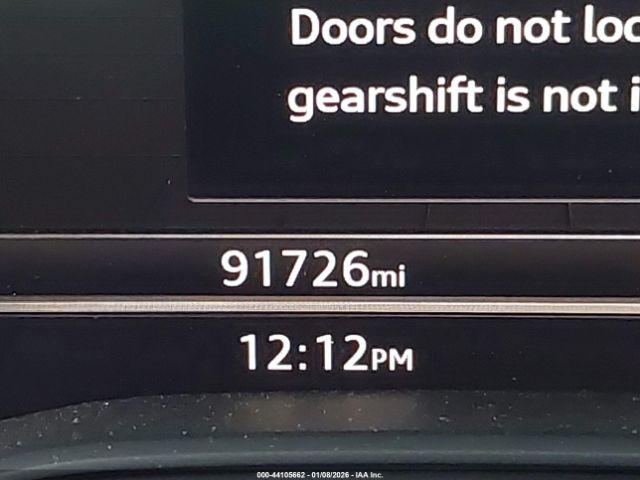 Doors do not loc
gearshift is not i
91726mi
12:12PM
000-44105662 - 01/08/2026 - IAA Inc.